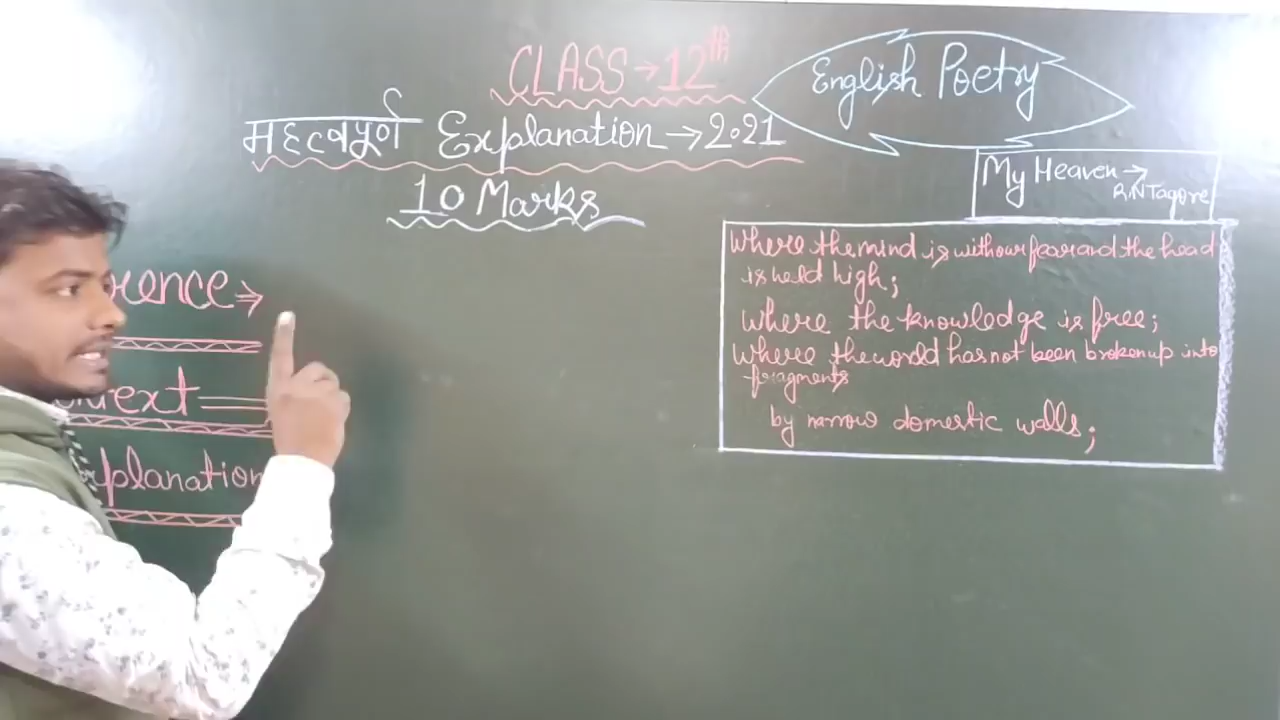 CLASS → 12th
English Poetry
महत्वपूर्ण Explanation → 2021
10 Marks
My Heaven →
R.N Tagore
Where the mind is without fear and the head
is held high;
Where the knowledge is free;
Where the world has not been broken up into
fragments
by narrow domestic walls;
rence ⇒
text
planation